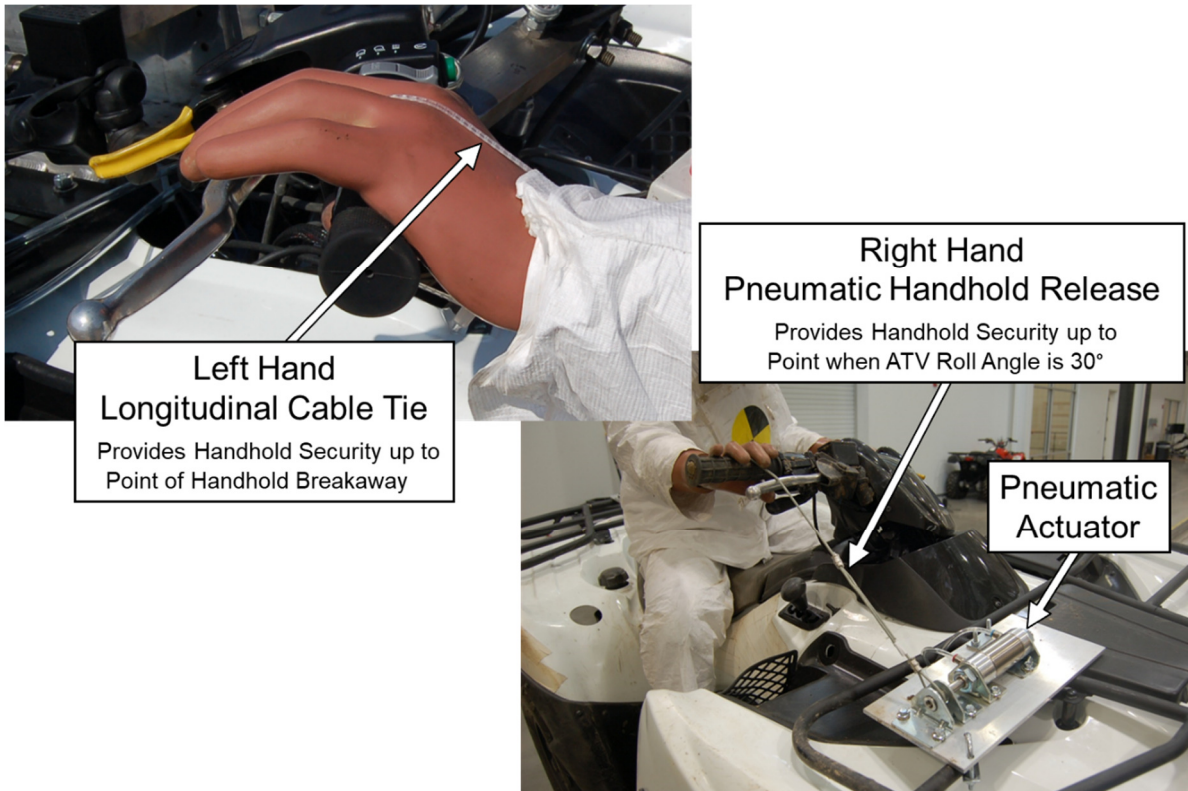 Left Hand
Longitudinal Cable Tie
Provides Handhold Security up to
Point of Handhold Breakaway
Right Hand
Pneumatic Handhold Release
Provides Handhold Security up to
Point when ATV Roll Angle is 30°
Pneumatic
Actuator